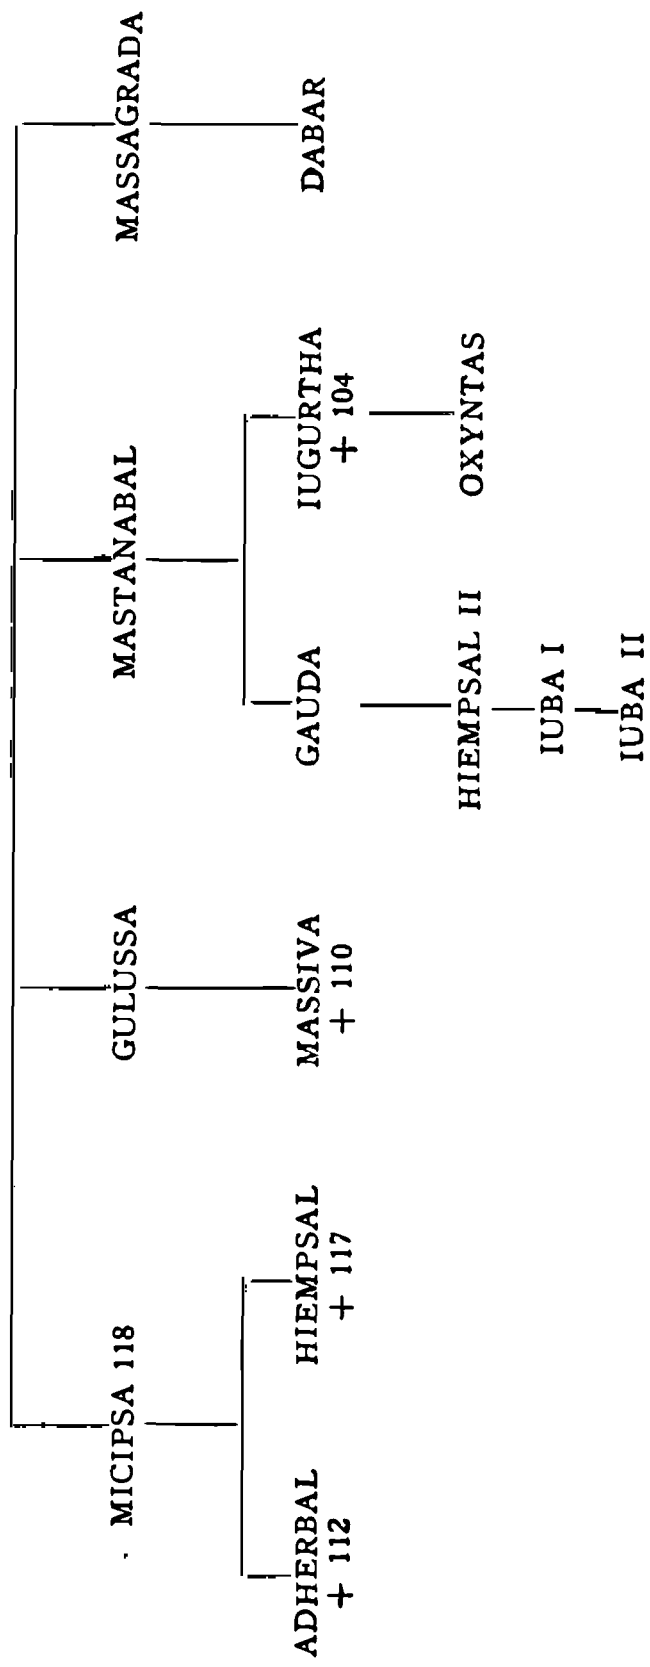 MICIPSA 118
GULUSSA
MASTANABAL
MASSAGRADA
ADHERBAL
+ 112
HIEMPSAL
+ 117
MASSIVA
+ 110
GAUDA
IUGURTHA
+ 104
DABAR
HIEMPSAL II
OXYNTAS
IUBA I
IUBA II